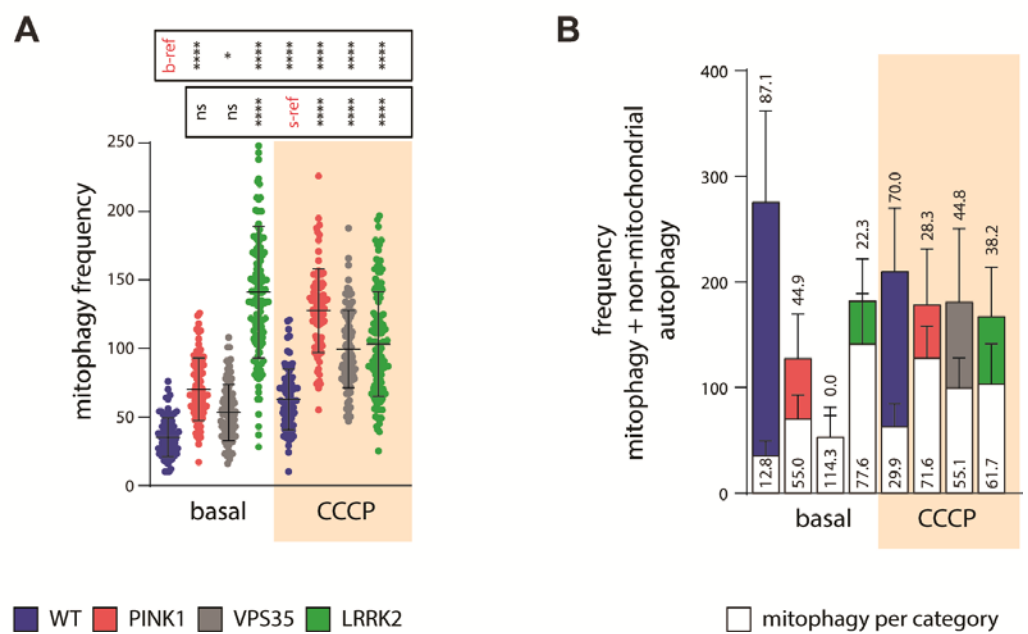 A
b-ref **** * **** **** **** **** ****
ns ns **** s-ref **** **** ****
mitophagy frequency
250
200
150
100
50
0
basal CCCP
B
frequency
mitophagy + non-mitochondrial
autophagy
400
300
200
100
0
87.1 44.9 0.0 22.3 70.0 28.3 44.8 38.2
12.8 55.0 114.3 77.6 29.9 71.6 55.1 61.7
basal CCCP
WT PINK1 VPS35 LRRK2
mitophagy per category